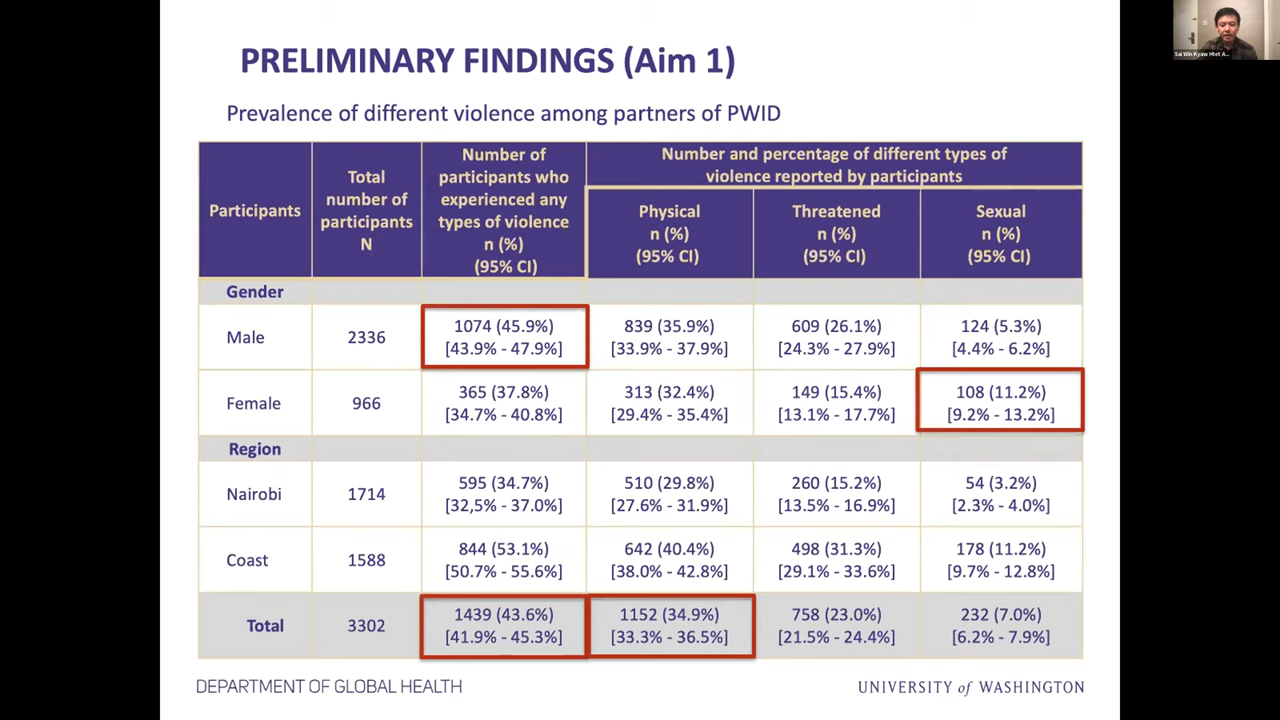 PRELIMINARY FINDINGS (Aim 1)
Sai Win Kyaw Htet A...
Prevalence of different violence among partners of PWID
Participants
Total
number of
participants
N
Number of
participants who
experienced any
types of violence
n (%)
(95% CI)
Number and percentage of different types of
violence reported by participants
Physical
n (%)
(95% CI)
Threatened
n (%)
(95% CI)
Sexual
n (%)
(95% CI)
Gender
Male
2336
1074 (45.9%)
[43.9% - 47.9%]
839 (35.9%)
[33.9% - 37.9%]
609 (26.1%)
[24.3% - 27.9%]
124 (5.3%)
[4.4% - 6.2%]
Female
966
365 (37.8%)
[34.7% - 40.8%]
313 (32.4%)
[29.4% - 35.4%]
149 (15.4%)
[13.1% - 17.7%]
108 (11.2%)
[9.2% - 13.2%]
Region
Nairobi
1714
595 (34.7%)
[32,5% - 37.0%]
510 (29.8%)
[27.6% - 31.9%]
260 (15.2%)
[13.5% - 16.9%]
54 (3.2%)
[2.3% - 4.0%]
Coast
1588
844 (53.1%)
[50.7% - 55.6%]
642 (40.4%)
[38.0% - 42.8%]
498 (31.3%)
[29.1% - 33.6%]
178 (11.2%)
[9.7% - 12.8%]
Total
3302
1439 (43.6%)
[41.9% - 45.3%]
1152 (34.9%)
[33.3% - 36.5%]
758 (23.0%)
[21.5% - 24.4%]
232 (7.0%)
[6.2% - 7.9%]
DEPARTMENT OF GLOBAL HEALTH
UNIVERSITY of WASHINGTON